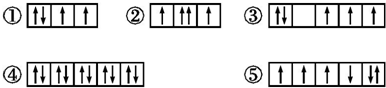 ① ↑↓ ↑ ↑ ② ↑ ↑↑ ↑ ③ ↑↓ ↑ ↑ ↑
④ ↑↓ ↑↓ ↑↓ ↑↓ ↑↓ ⑤ ↑ ↑ ↑ ↓ ↓↑